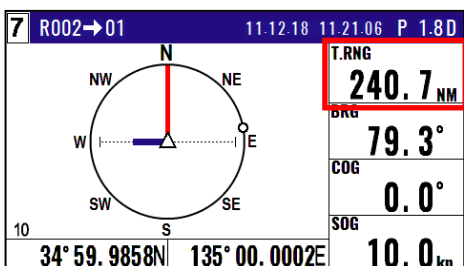 7 R002→01 11.12.18 11.21.06 P 1.8D
N
NW NE
W E
SW SE
S
10
34°59.9858N 135°00.0002E
T.RNG
240.7NM
BRG
79.3°
COG
0.0°
SOG
10.0kn